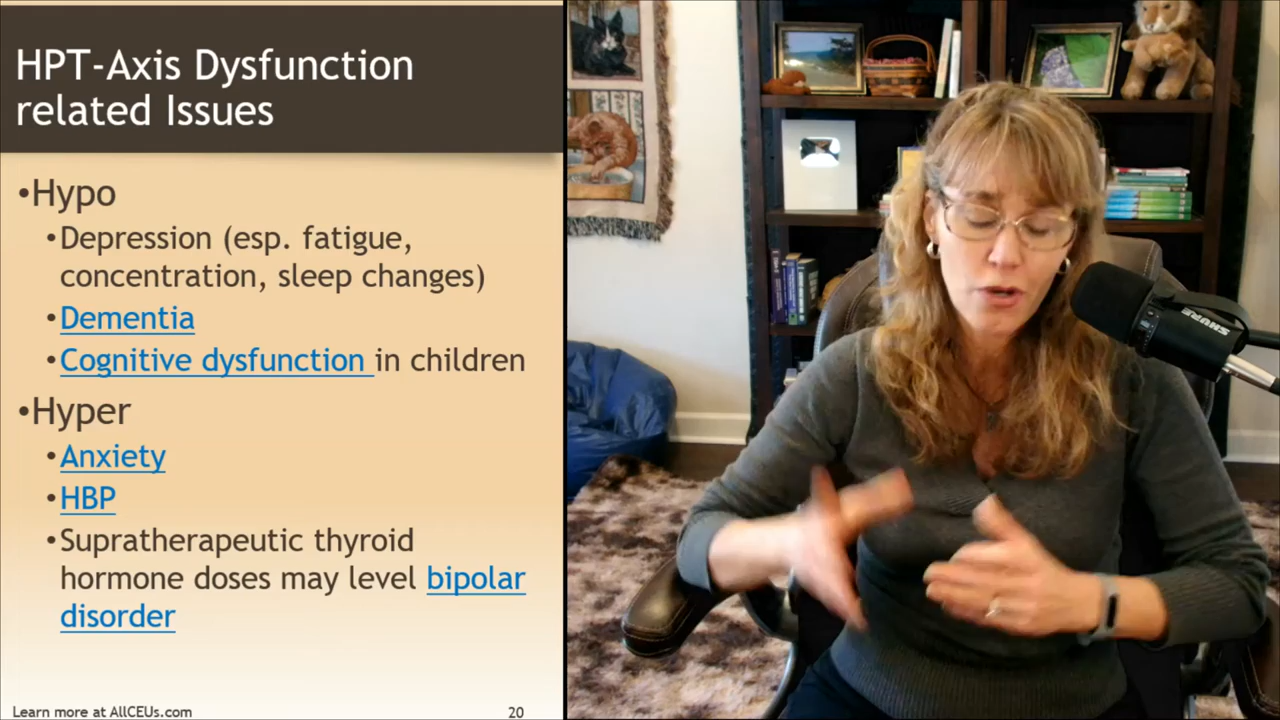 HPT-Axis Dysfunction
related Issues
•Hypo
•Depression (esp. fatigue,
concentration, sleep changes)
•Dementia
•Cognitive dysfunction in children
•Hyper
•Anxiety
•HBP
•Supratherapeutic thyroid
hormone doses may level bipolar
disorder
Learn more at AllCEUs.com
20
SHURE